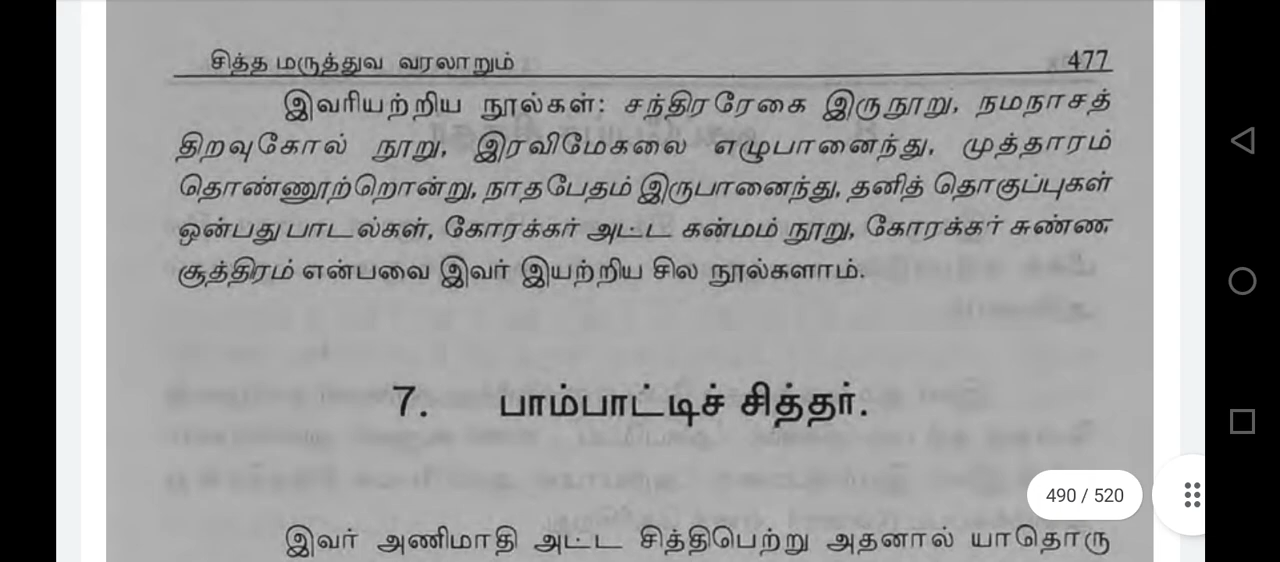 சித்த மருத்துவ வரலாறும் 477
இவரியற்றிய நூல்கள்: சந்திரரேகை இருநூறு, நமநாசத்
திறவுகோல் நூறு, இரவிமேகலை எழுபானைந்து, முத்தாரம்
தொண்ணூற்றொன்று, நாதபேதம் இருபானைந்து, தனித் தொகுப்புகள்
ஒன்பது பாடல்கள், கோரக்கர் அட்ட கன்மம் நூறு, கோரக்கர் சுண்ண
சூத்திரம் என்பவை இவர் இயற்றிய சில நூல்களாம்.
7. பாம்பாட்டிச் சித்தர்.
490 / 520
இவர் அணிமாதி அட்ட சித்திபெற்று அதனால் யாதொரு